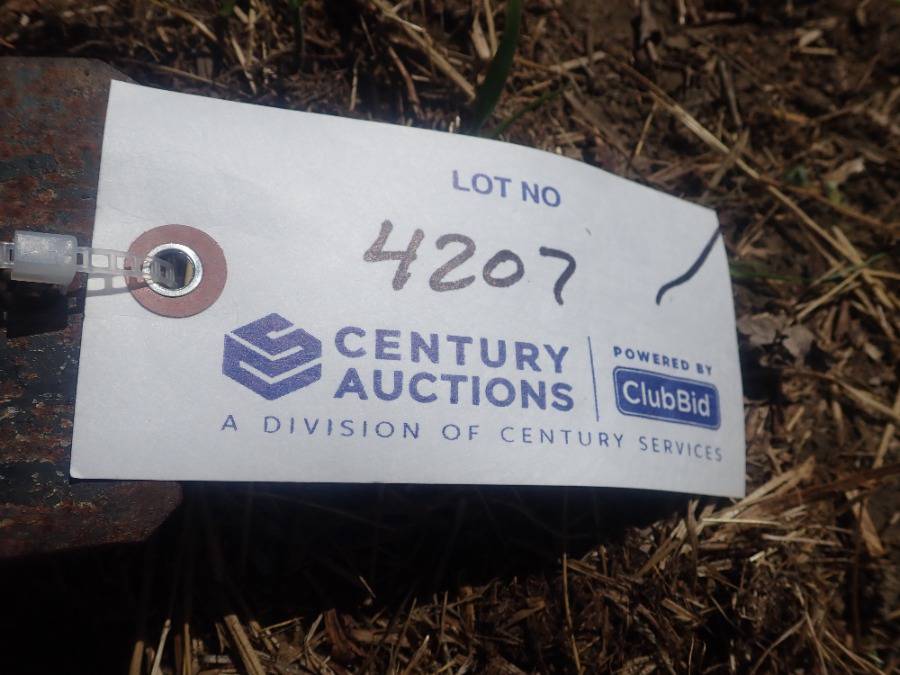 LOT NO
4207
CENTURY
AUCTIONS
A DIVISION OF CENTURY SERVICES
POWERED BY
ClubBid